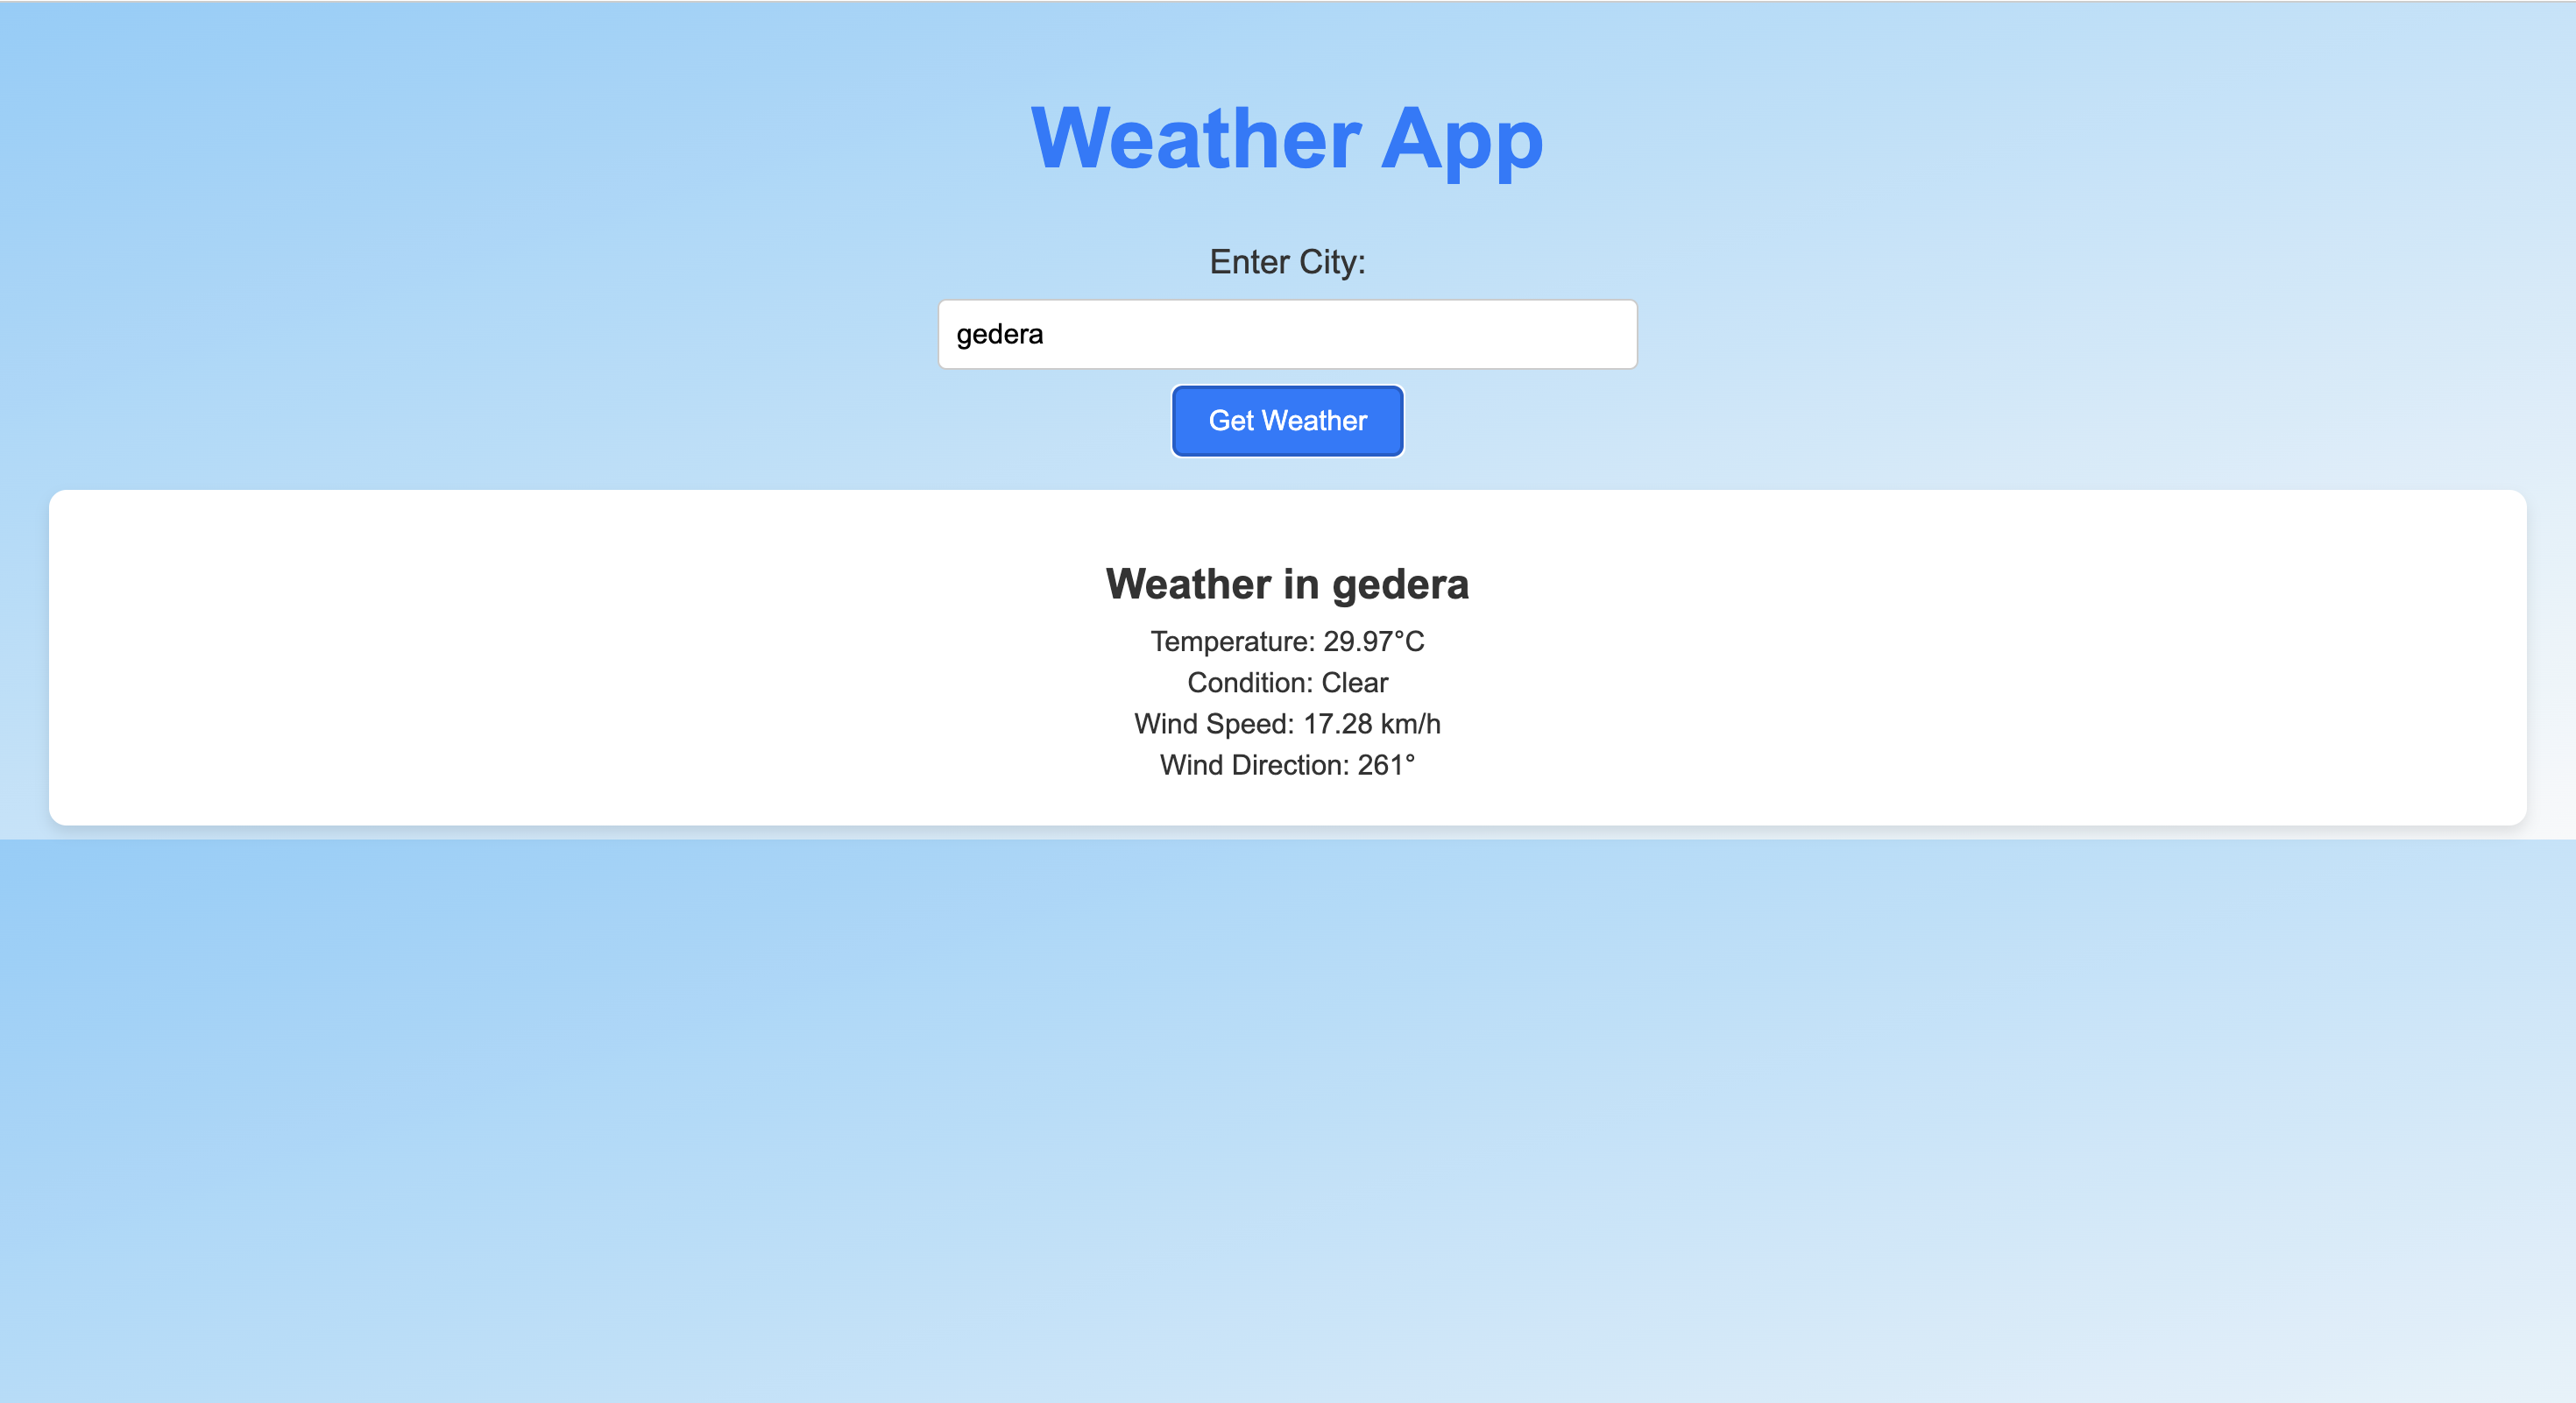 Weather App
Enter City:
gedera
Get Weather
Weather in gedera
Temperature: 29.97°C
Condition: Clear
Wind Speed: 17.28 km/h
Wind Direction: 261°